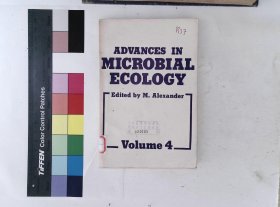 ADVANCES IN
MICROBIAL
ECOLOGY
Edited by M. Alexander
Volume 4
TIFFEN Color Control Patches